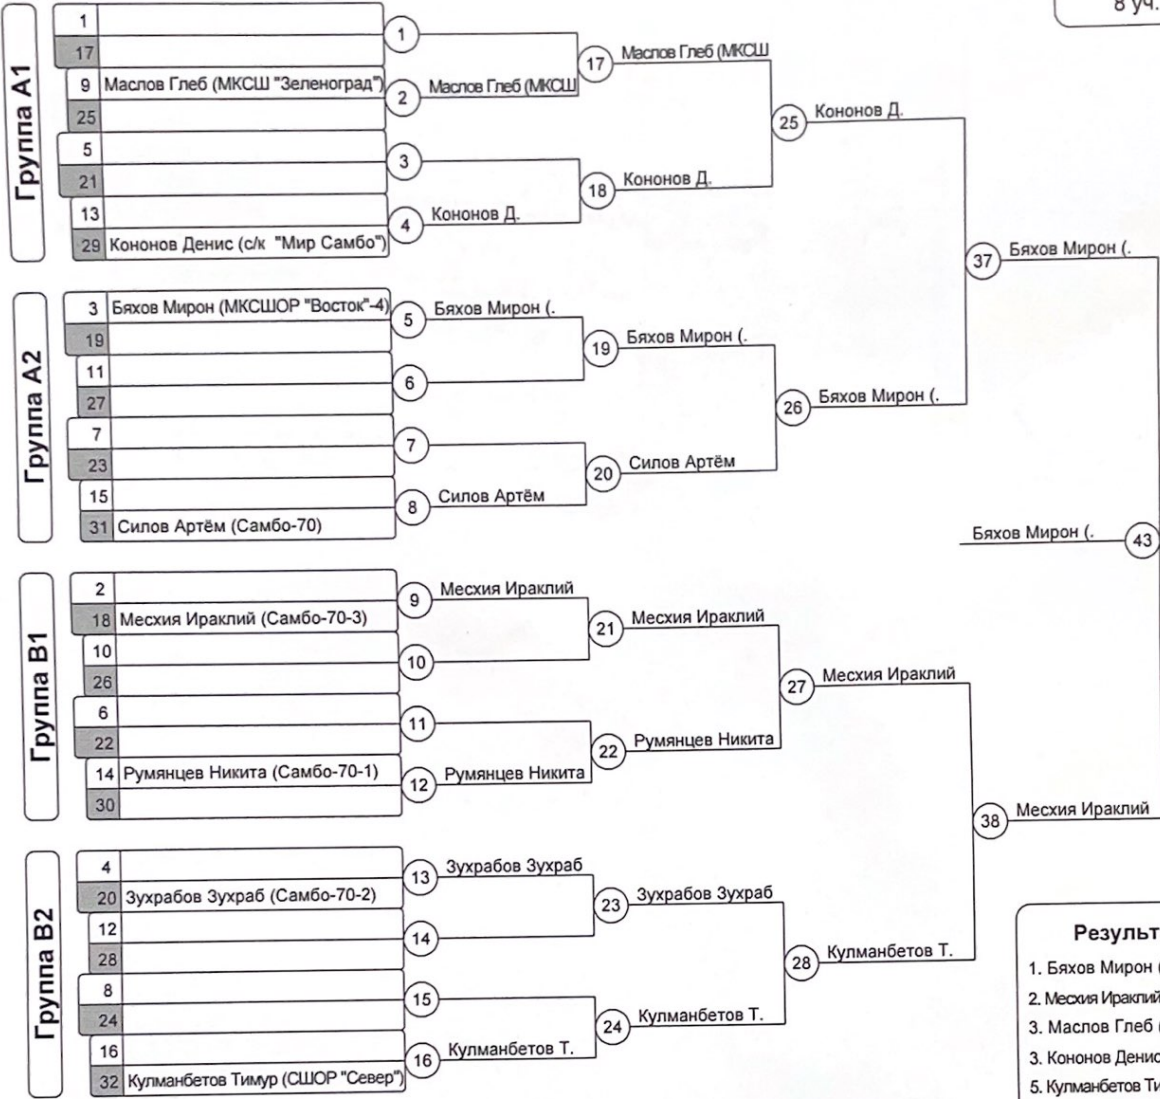 8 уч.
Группа A1
1
17
9 Маслов Глеб (МКСШ "Зеленоград")
25
5
21
13
29 Кононов Денис (с/к "Мир Самбо")
1
2 Маслов Глеб (МКСШ
3
4 Кононов Д.
17 Маслов Глеб (МКСШ
18 Кононов Д.
25 Кононов Д.
Группа A2
3 Бяхов Мирон (МКСШОР "Восток"-4)
19
11
27
7
23
15
31 Силов Артём (Самбо-70)
5 Бяхов Мирон (.
6
7
8 Силов Артём
19 Бяхов Мирон (.
20 Силов Артём
26 Бяхов Мирон (.
37 Бяхов Мирон (.
Бяхов Мирон (. 43
Группа B1
2
18 Месхия Ираклий (Самбо-70-3)
10
26
6
22
14 Румянцев Никита (Самбо-70-1)
30
9 Месхия Ираклий
10
11
12 Румянцев Никита
21 Месхия Ираклий
22 Румянцев Никита
27 Месхия Ираклий
38 Месхия Ираклий
Группа B2
4
20 Зухрабов Зухраб (Самбо-70-2)
12
28
8
24
16
32 Кулманбетов Тимур (СШОР "Север")
13 Зухрабов Зухраб
14
15
16 Кулманбетов Т.
23 Зухрабов Зухраб
24 Кулманбетов Т.
28 Кулманбетов Т.
Результ
1. Бяхов Мирон (
2. Месхия Ираклий
3. Маслов Глеб (
3. Кононов Денис
5. Кулманбетов Ти